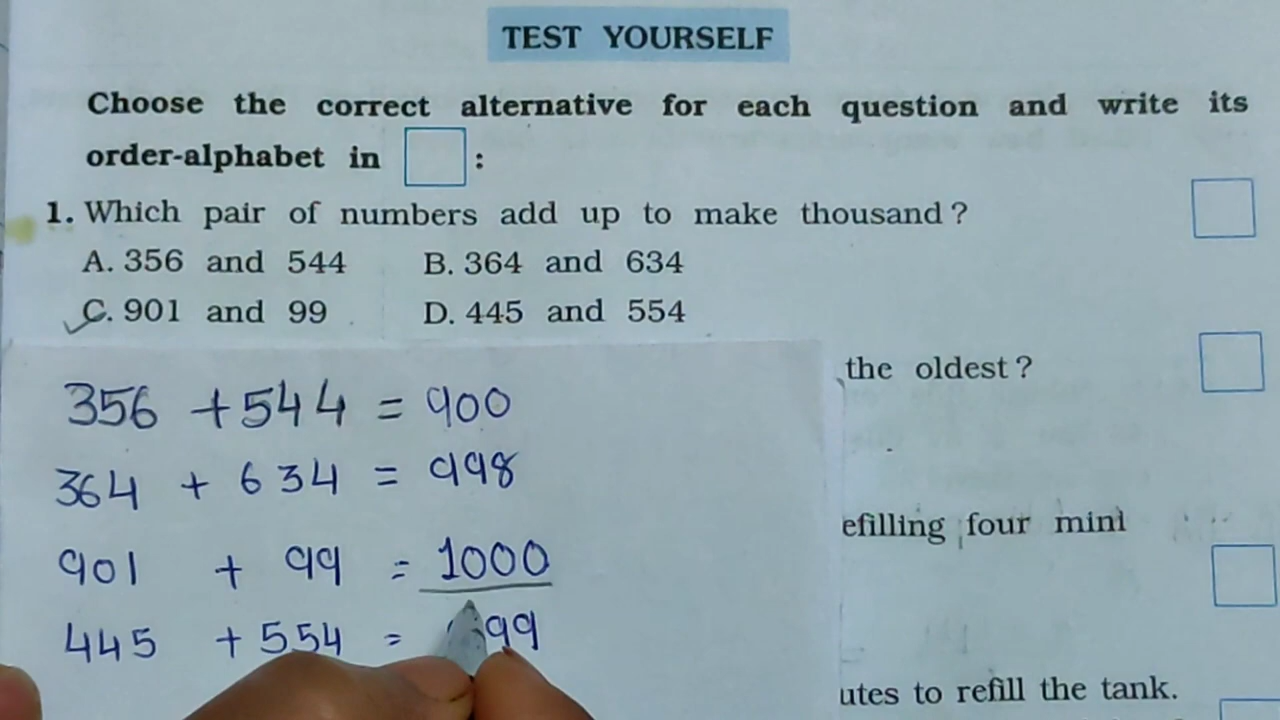 TEST YOURSELF
Choose the correct alternative for each question and write its
order-alphabet in :
1. Which pair of numbers add up to make thousand ?
A. 356 and 544 B. 364 and 634
C. 901 and 99 D. 445 and 554
the oldest ?
356 + 544 = 900
364 + 634 = 998
efilling four mini
901 + 99 = 1000
445 + 554 = 99
utes to refill the tank.